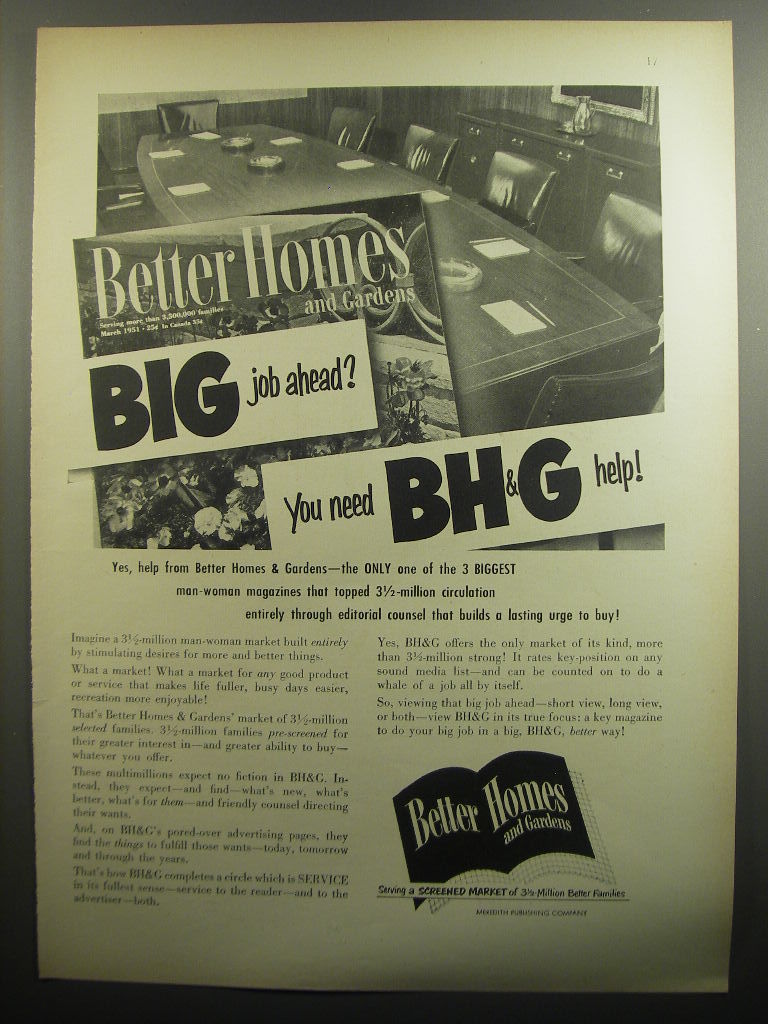 17
Better Homes
and Gardens
Serving more than 3,500,000 families
March 1951 · 25¢ In Canada 35¢
BIG job ahead?
You need BH&G help!
Yes, help from Better Homes & Gardens—the ONLY one of the 3 BIGGEST
man-woman magazines that topped 3½-million circulation
entirely through editorial counsel that builds a lasting urge to buy!
Imagine a 3½-million man-woman market built entirely
by stimulating desires for more and better things.
What a market! What a market for any good product
or service that makes life fuller, busy days easier,
recreation more enjoyable!
That's Better Homes & Gardens' market of 3½-million
selected families. 3½-million families pre-screened for
their greater interest in—and greater ability to buy—
whatever you offer.
These multimillions expect no fiction in BH&G. In-
stead, they expect—and find—what's new, what's
better, what's for them—and friendly counsel directing
their wants.
And, on BH&G's pored-over advertising pages, they
find the things to fulfill those wants—today, tomorrow
and through the years.
That's how BH&G completes a circle which is SERVICE
in its fullest sense—service to the reader—and to the
advertiser—both.
Yes, BH&G offers the only market of its kind, more
than 3½-million strong! It rates key-position on any
sound media list—and can be counted on to do a
whale of a job all by itself.
So, viewing that big job ahead—short view, long view,
or both—view BH&G in its true focus: a key magazine
to do your big job in a big, BH&G, better way!
Better Homes
and Gardens
Serving a SCREENED MARKET of 3½-Million Better Families
MEREDITH PUBLISHING COMPANY